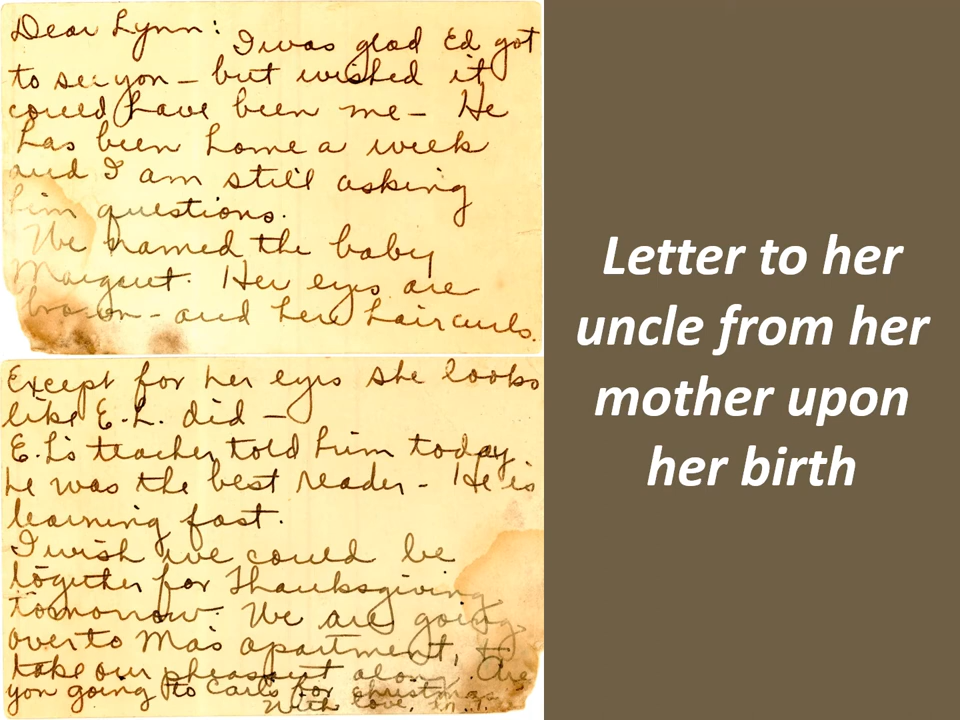 Dear Lynn: I was glad Ed got
to see you – but wished it
could have been me – He
has been home a week
and I am still asking
him questions.
We named the baby
Margaret. Her eyes are
brown – and here hair curls.
Except for her eyes she looks
like E.L. did –
E.L's teacher told him today
he was the best reader – He is
learning fast.
I wish we could be
together for Thanksgiving
tomorrow. We are going
over to Ma's apartment, to
take our pheasant along. Are
you going to Carls for christmas
With love,
Letter to her
uncle from her
mother upon
her birth